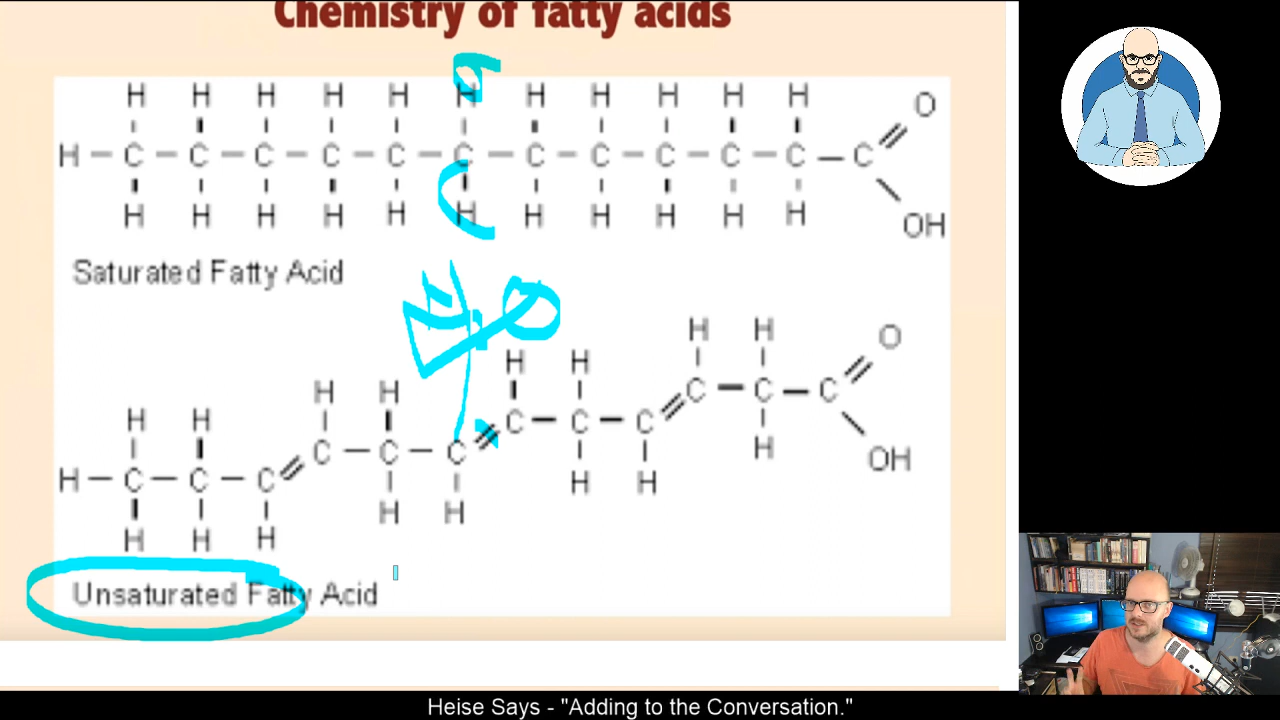 Chemistry of fatty acids
H H H H H H H H H H H O
H C C C C C C C C C C C C
H H H H H H H H H H H OH
Saturated Fatty Acid
H H O
H H C C C
H H H H C C C H OH
C C C H H
H C C C H H
H H H
Unsaturated Fatty Acid
Heise Says - "Adding to the Conversation."